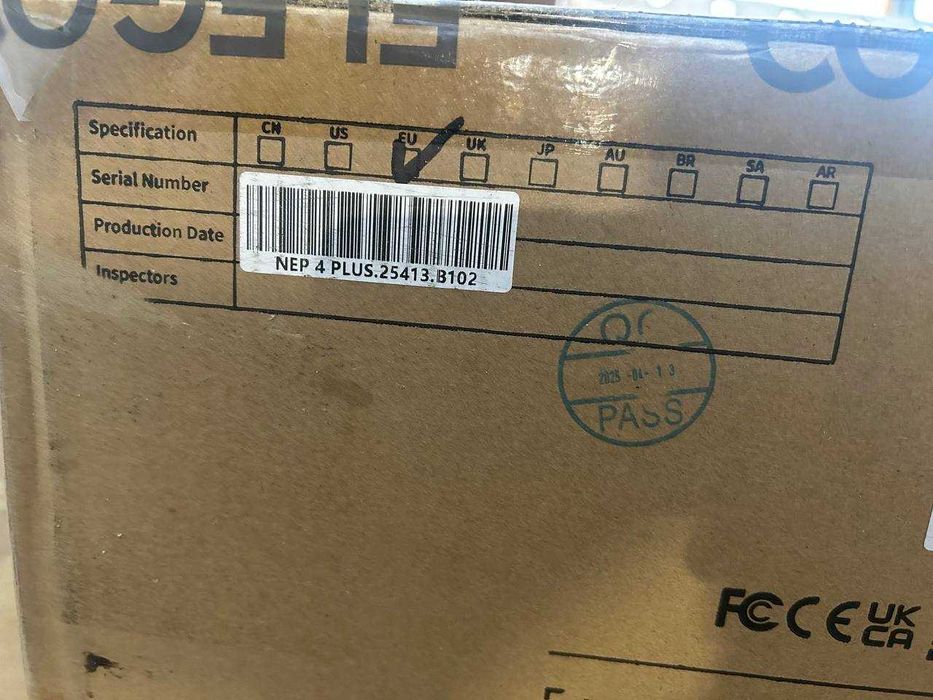 ELEGO
Specification CN US EU UK JP AU BR SA AR
Serial Number
NEP 4 PLUS.25413.B102
Production Date
Inspectors
QC
2025-04-13
PASS
FC CE UK
CA